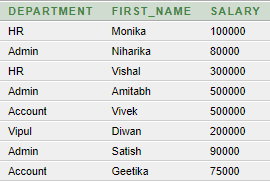 DEPARTMENT FIRST_NAME SALARY
HR Monika 100000
Admin Niharika 80000
HR Vishal 300000
Admin Amitabh 500000
Account Vivek 500000
Vipul Diwan 200000
Admin Satish 90000
Account Geetika 75000